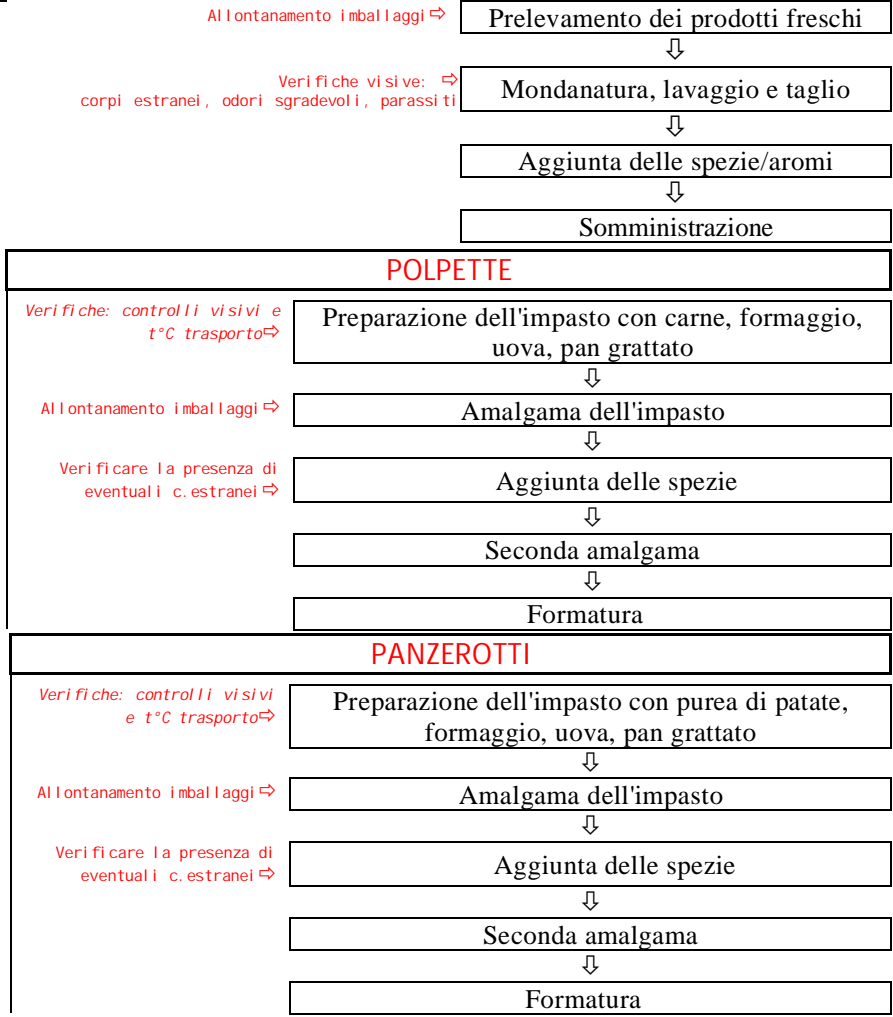 Allontanamento imballaggi⇨
Prelevamento dei prodotti freschi
⇩
Verifiche visive: ⇨
corpi estranei, odori sgradevoli, parassiti
Mondanatura, lavaggio e taglio
⇩
Aggiunta delle spezie/aromi
⇩
Somministrazione
POLPETTE
Verifiche: controlli visivi e
t°C trasporto⇨
Preparazione dell'impasto con carne, formaggio,
uova, pan grattato
⇩
Allontanamento imballaggi⇨
Amalgama dell'impasto
⇩
Verificare la presenza di
eventuali c.estranei⇨
Aggiunta delle spezie
⇩
Seconda amalgama
⇩
Formatura
PANZEROTTI
Verifiche: controlli visivi
e t°C trasporto⇨
Preparazione dell'impasto con purea di patate,
formaggio, uova, pan grattato
⇩
Allontanamento imballaggi⇨
Amalgama dell'impasto
⇩
Verificare la presenza di
eventuali c.estranei⇨
Aggiunta delle spezie
⇩
Seconda amalgama
⇩
Formatura